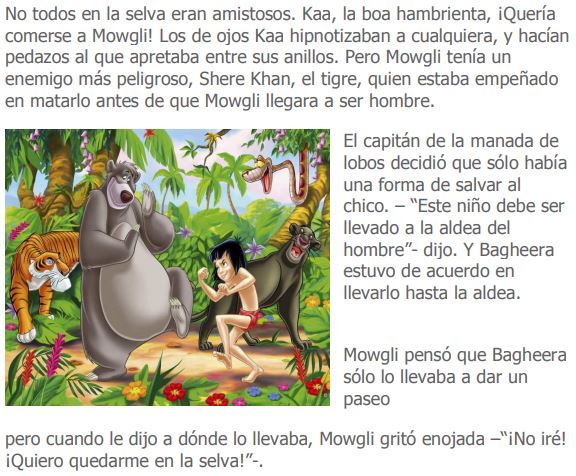 No todos en la selva eran amistosos. Kaa, la boa hambrienta, ¡Quería
comerse a Mowgli! Los de ojos Kaa hipnotizaban a cualquiera, y hacían
pedazos al que apretaba entre sus anillos. Pero Mowgli tenía un
enemigo más peligroso, Shere Khan, el tigre, quien estaba empeñado
en matarlo antes de que Mowgli llegara a ser hombre.
El capitán de la manada de
lobos decidió que sólo había
una forma de salvar al
chico. – “Este niño debe ser
llevado a la aldea del
hombre”- dijo. Y Bagheera
estuvo de acuerdo en
llevarlo hasta la aldea.
Mowgli pensó que Bagheera
sólo lo llevaba a dar un
paseo
pero cuando le dijo a dónde lo llevaba, Mowgli gritó enojada –“¡No iré!
¡Quiero quedarme en la selva!”-.